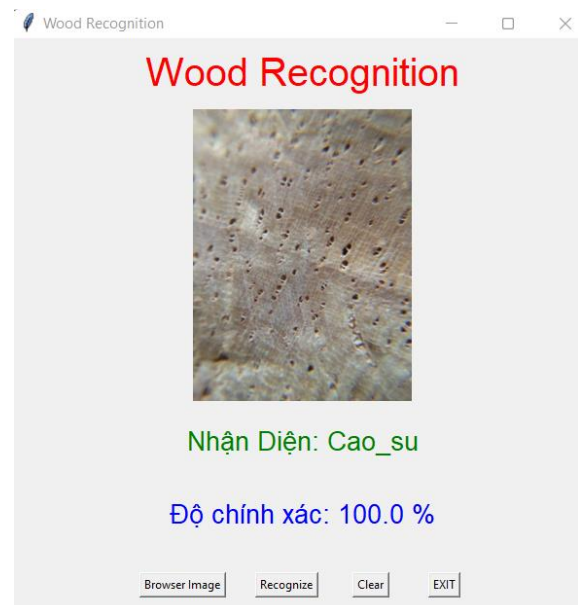 Wood Recognition
Wood Recognition
Nhận Diện: Cao_su
Độ chính xác: 100.0 %
Browser Image Recognize Clear EXIT